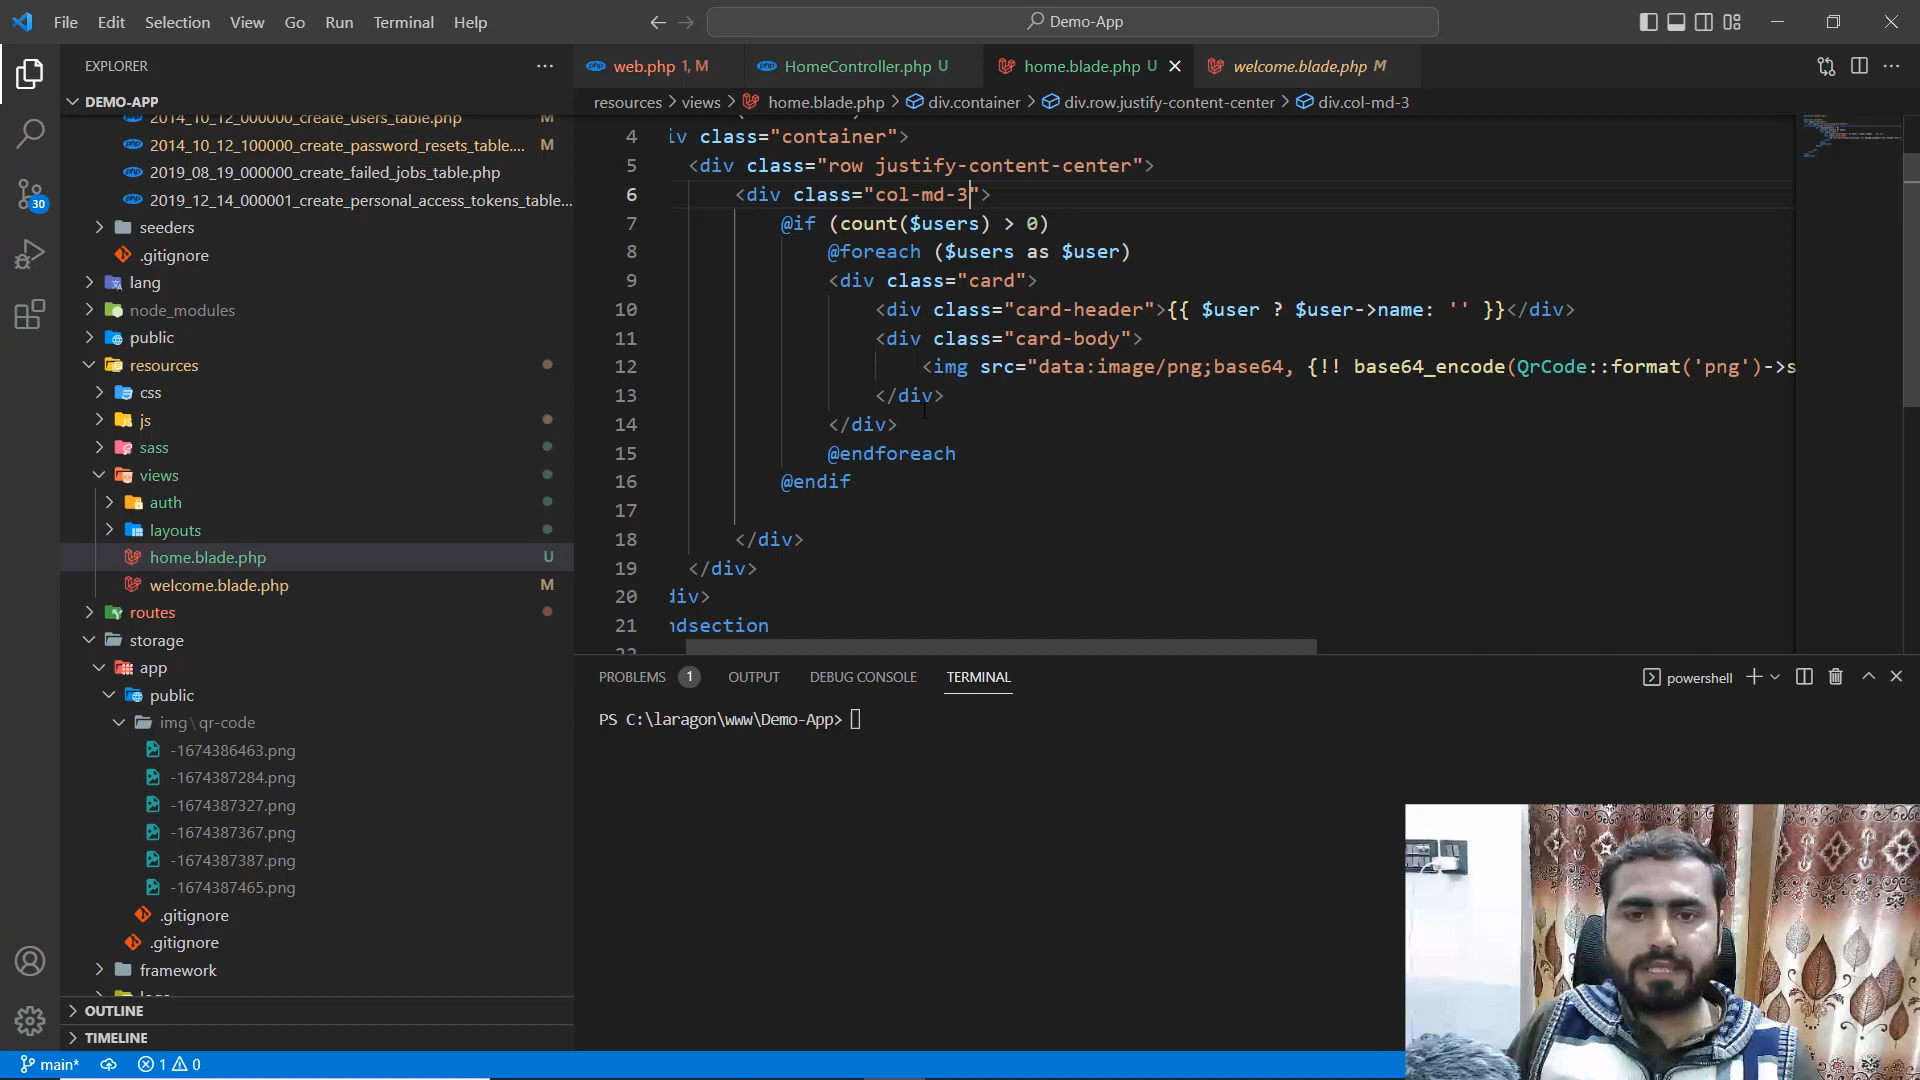 File Edit Selection View Go Run Terminal Help
Demo-App
EXPLORER
web.php 1, M
HomeController.php U
home.blade.php U
welcome.blade.php M
DEMO-APP
resources > views > home.blade.php > div.container > div.row.justify-content-center > div.col-md-3
2014_10_12_000000_create_users_table.php M
2014_10_12_100000_create_password_resets_table.... M
2019_08_19_000000_create_failed_jobs_table.php
2019_12_14_000001_create_personal_access_tokens_table...
seeders
.gitignore
lang
node_modules
public
resources
css
js
sass
views
auth
layouts
home.blade.php U
welcome.blade.php M
routes
storage
app
public
img\qr-code
-1674386463.png
-1674387284.png
-1674387327.png
-1674387367.png
-1674387387.png
-1674387465.png
.gitignore
.gitignore
framework
OUTLINE
TIMELINE
4 iv class="container">
5 <div class="row justify-content-center">
6 <div class="col-md-3">
7 @if (count($users) > 0)
8 @foreach ($users as $user)
9 <div class="card">
10 <div class="card-header">{{ $user ? $user->name: '' }}</div>
11 <div class="card-body">
12 <img src="data:image/png;base64, {!! base64_encode(QrCode::format('png')->s
13 </div>
14 </div>
15 @endforeach
16 @endif
17
18 </div>
19 </div>
20 div>
21 ndsection
PROBLEMS 1 OUTPUT DEBUG CONSOLE TERMINAL
powershell
PS C:\laragon\www\Demo-App>
main* 1 0